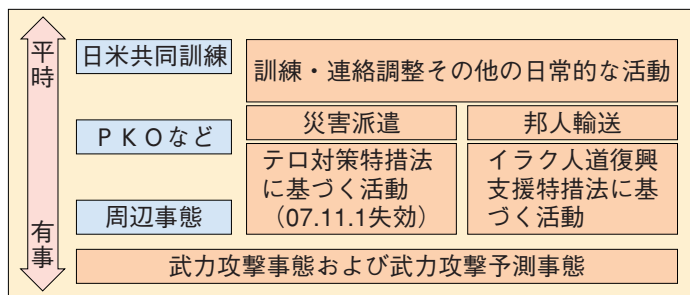 平時
日米共同訓練
訓練・連絡調整その他の日常的な活動
災害派遣
邦人輸送
PKOなど
テロ対策特措法
に基づく活動
（07.11.1失効）
イラク人道復興
支援特措法に基
づく活動
周辺事態
有事
武力攻撃事態および武力攻撃予測事態